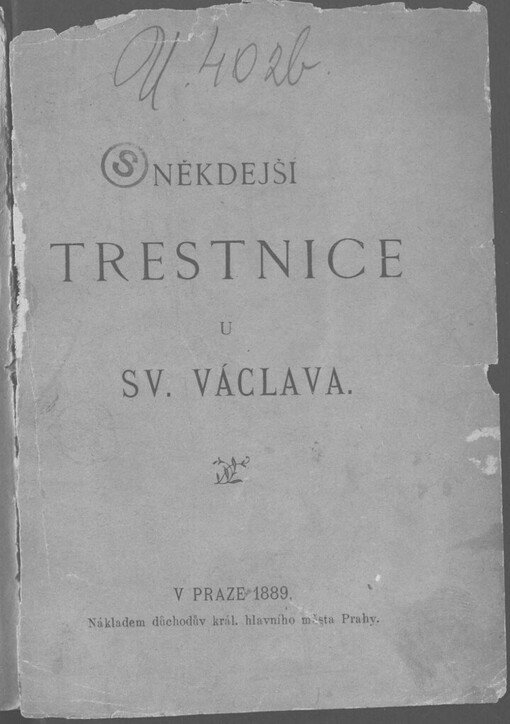 U. 402b.
S
NĚKDEJŠÍ
TRESTNICE
U
SV. VÁCLAVA.
V PRAZE 1889.
Nákladem důchodův král. hlavního města Prahy.